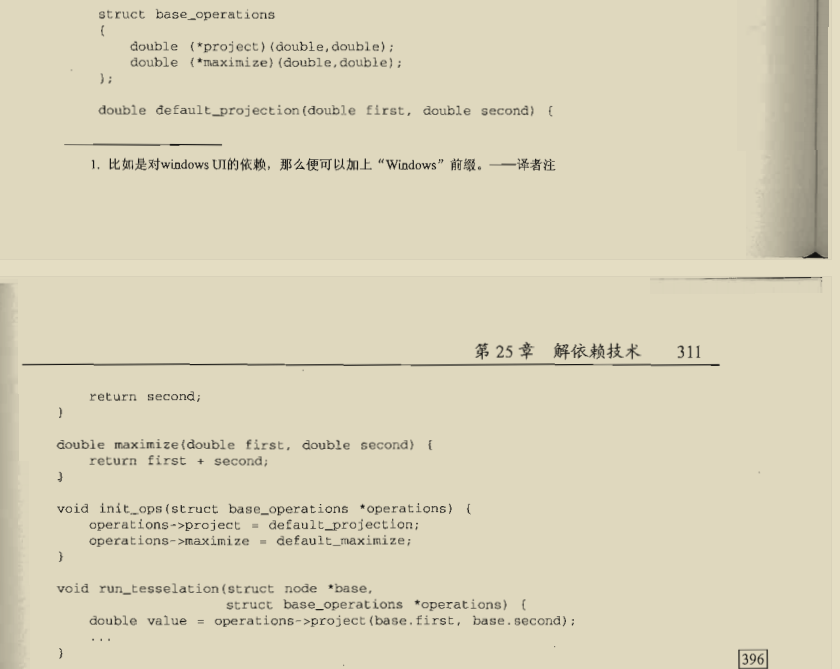 struct base_operations
{
    double (*project)(double,double);
    double (*maximize)(double,double);
};
double default_projection(double first, double second) {
1. 比如是对windows UI的依赖，那么便可以加上“Windows”前缀。——译者注
第 25 章　解依赖技术　311
    return second;
}
double maximize(double first, double second) {
    return first + second;
}
void init_ops(struct base_operations *operations) {
    operations->project = default_projection;
    operations->maximize = default_maximize;
}
void run_tesselation(struct node *base,
                     struct base_operations *operations) {
    double value = operations->project(base.first, base.second);
    ...
}
396